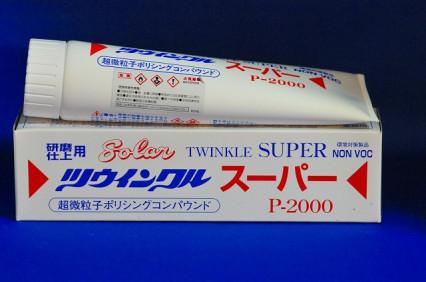 ツウインクル SUPER NON VOC
スーパー
超微粒子ポリシングコンパウンド P-2000
研磨
仕上用 Solar TWINKLE SUPER 環境対策製品
NON VOC
ツウインクル スーパー
超微粒子ポリシングコンパウンド P-2000